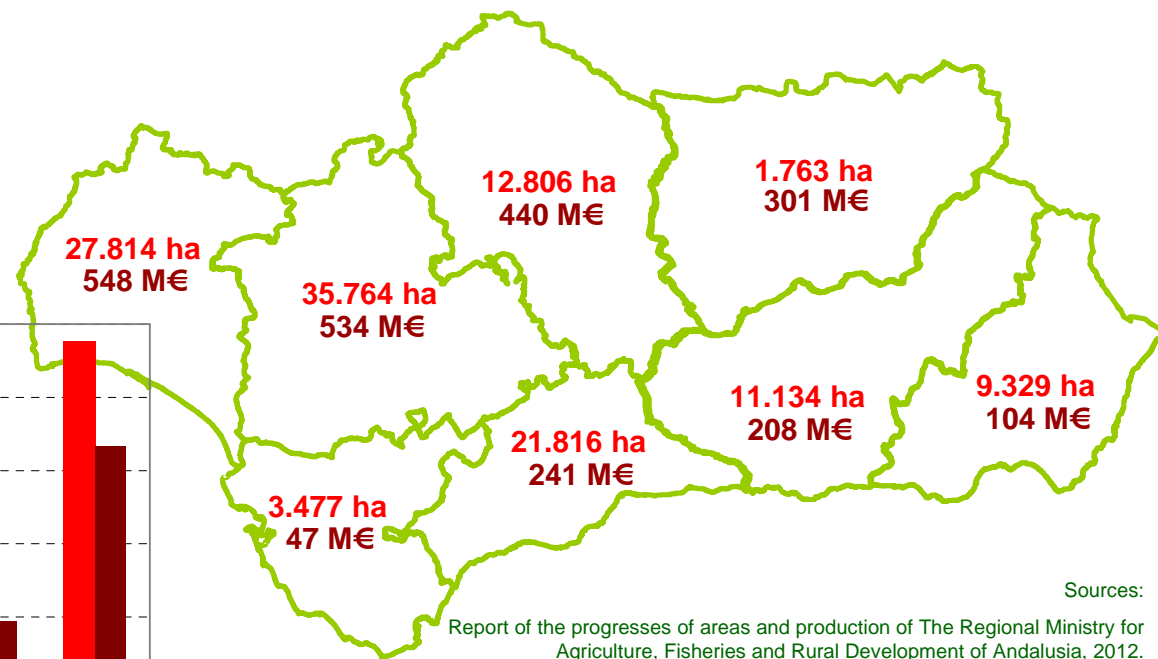 12.806 ha
440 M€
1.763 ha
301 M€
27.814 ha
548 M€
35.764 ha
534 M€
11.134 ha
208 M€
9.329 ha
104 M€
21.816 ha
241 M€
3.477 ha
47 M€
Sources:
Report of the progresses of areas and production of The Regional Ministry for
Agriculture, Fisheries and Rural Development of Andalusia, 2012.